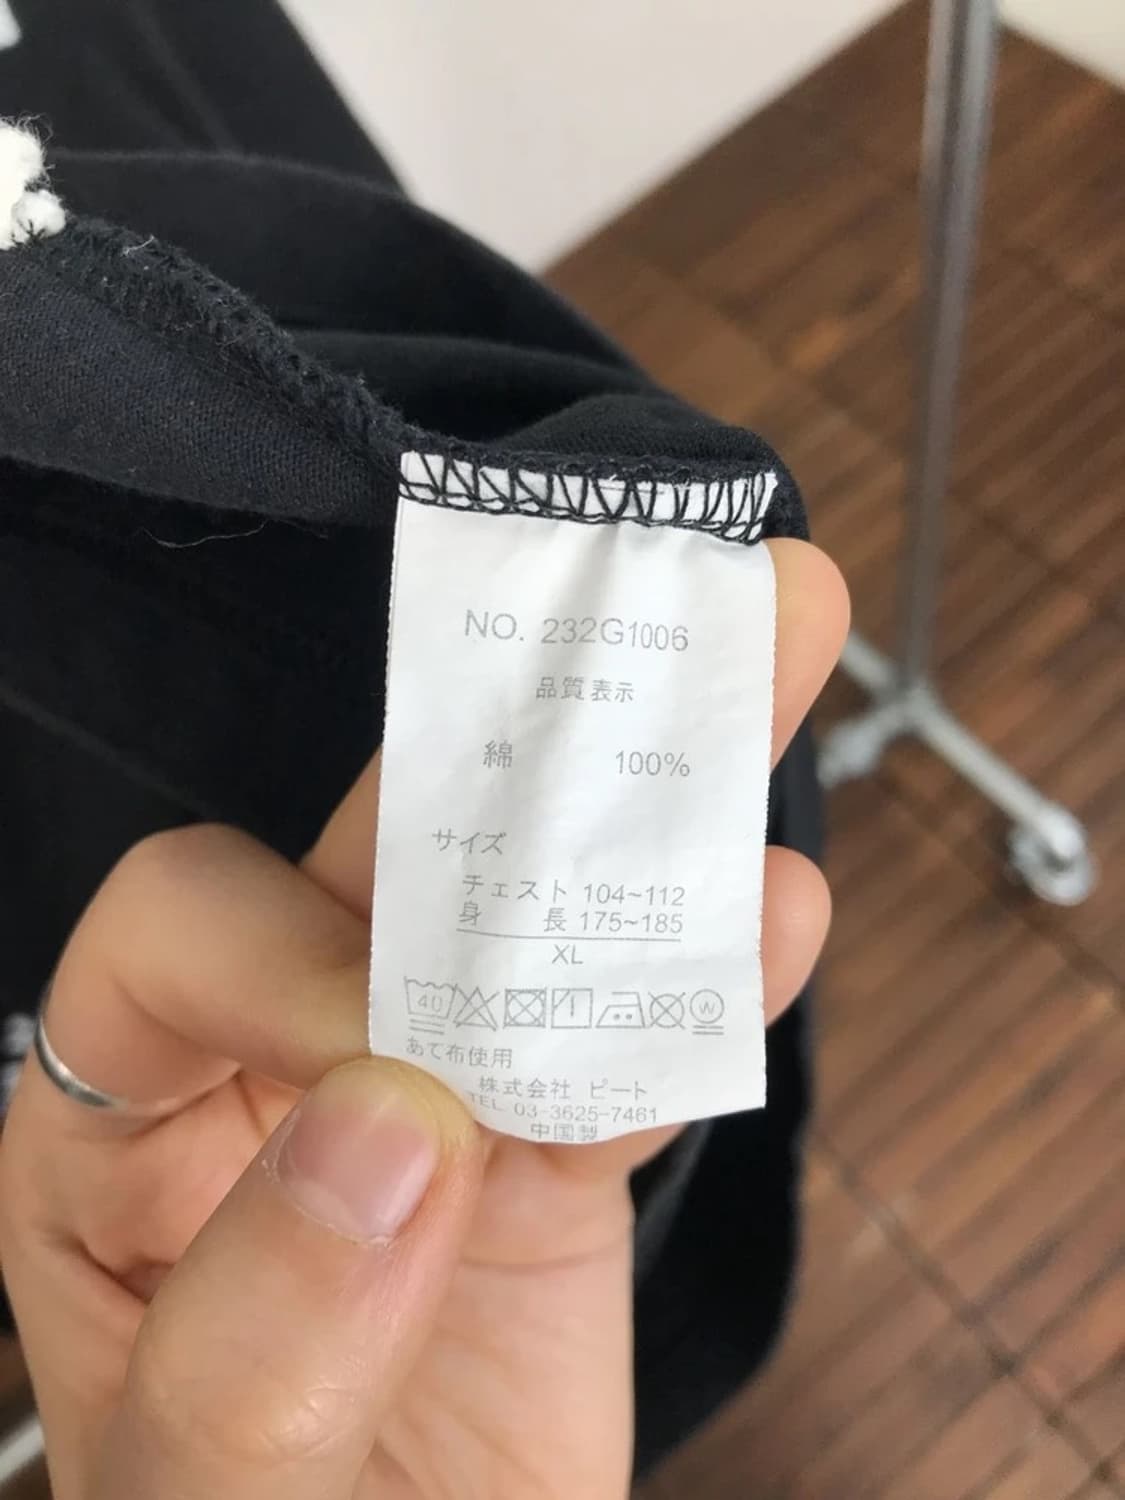 NO. 232G1006
品質表示
綿 100%
サイズ
チェスト 104~112
身 長 175~185
XL
40 W
あて布使用
株式会社 ピート
TEL 03-3625-7461
中国製